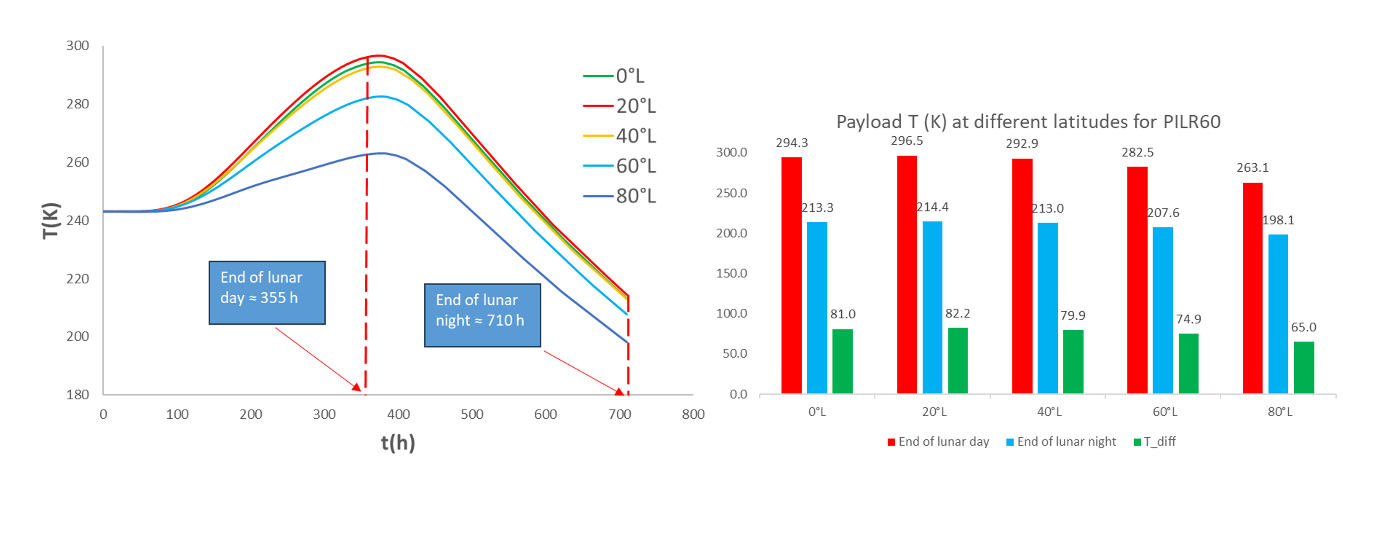 300
280
260
240
220
200
180
T(K)
0
100
200
300
400
500
600
700
800
t(h)
0°L
20°L
40°L
60°L
80°L
End of lunar
day ≈ 355 h
End of lunar
night ≈ 710 h
Payload T (K) at different latitudes for PILR60
300.0
250.0
200.0
150.0
100.0
50.0
0.0
294.3
213.3
81.0
296.5
214.4
82.2
292.9
213.0
79.9
282.5
207.6
74.9
263.1
198.1
65.0
0°L
20°L
40°L
60°L
80°L
End of lunar day
End of lunar night
T_diff